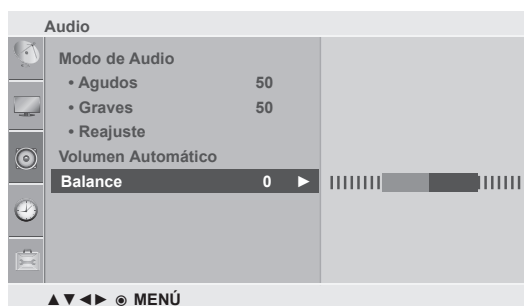 Audio
Modo de Audio
• Agudos 50
• Graves 50
• Reajuste
Volumen Automático
Balance 0 ►
▲▼◄► ◉ MENÚ